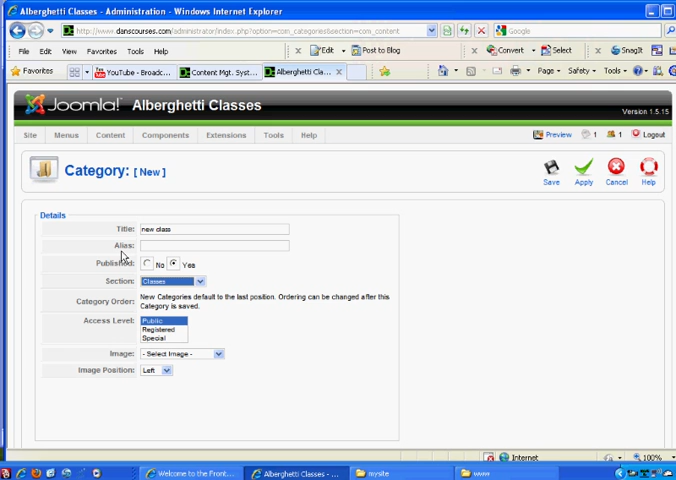 Alberghetti Classes - Administration - Windows Internet Explorer
http://www.danscourses.com/administrator/index.php?option=com_categories&section=com_content
Google
File Edit View Favorites Tools Help
Edit Post to Blog Convert Select SnagIt
Favorites YouTube - Broadc... Content Mgt. Syst... Alberghetti Cla... Page Safety Tools
Joomla! Alberghetti Classes
Version 1.5.15
Site Menus Content Components Extensions Tools Help Preview 1 1 Logout
Category: [ New ]
Save Apply Cancel Help
Details
Title: new class
Alias:
Published: No Yes
Section: Classes
Category Order: New Categories default to the last position. Ordering can be changed after this
Category is saved.
Access Level: Public
Registered
Special
Image: - Select Image -
Image Position: Left
Internet 100%
Welcome to the Front... Alberghetti Classes - ... mysite www